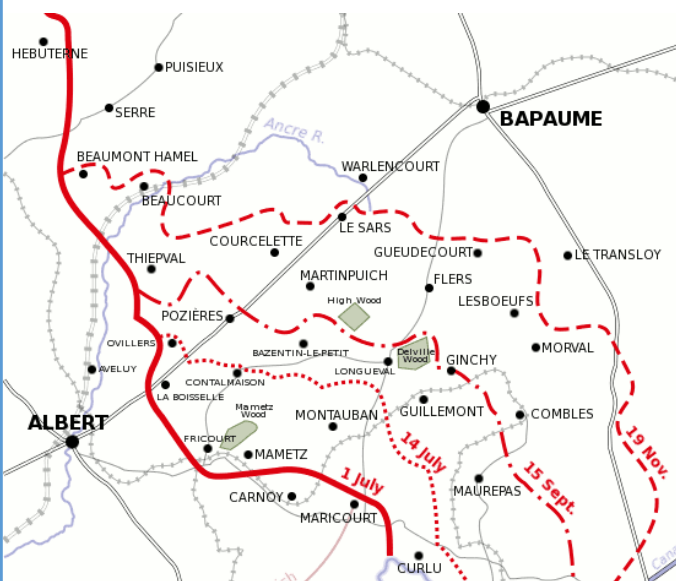 HEBUTERNE
PUISIEUX
SERRE
BAPAUME
Ancre R.
BEAUMONT HAMEL
WARLENCOURT
BEAUCOURT
LE SARS
COURCELETTE
GUEUDECOURT
LE TRANSLOY
THIEPVAL
MARTINPUICH
FLERS
High Wood
LESBOEUFS
POZIÈRES
OVILLERS
BAZENTIN-LE-PETIT
Delville
Wood
MORVAL
GINCHY
LONGUEVAL
AVELUY
CONTALMAISON
LA BOISSELLE
Mametz
Wood
MONTAUBAN
GUILLEMONT
COMBLES
ALBERT
FRICOURT
MAMETZ
14 July
19 Nov.
1 July
15 Sept.
MAUREPAS
CARNOY
MARICOURT
CURLU